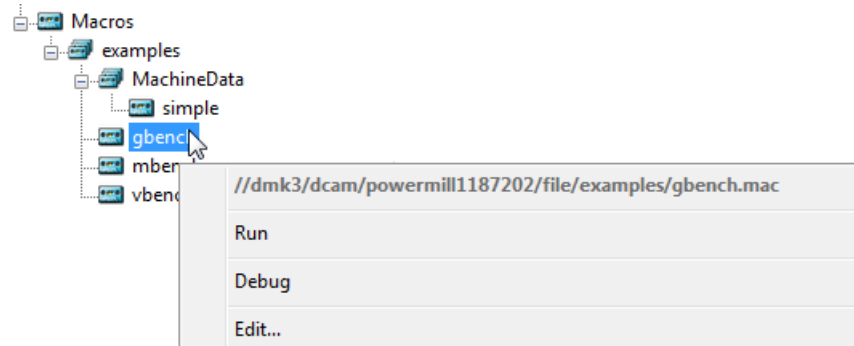 Macros
examples
MachineData
simple
gbench
//dmk3/dcam/powermill1187202/file/examples/gbench.mac
Run
Debug
Edit...